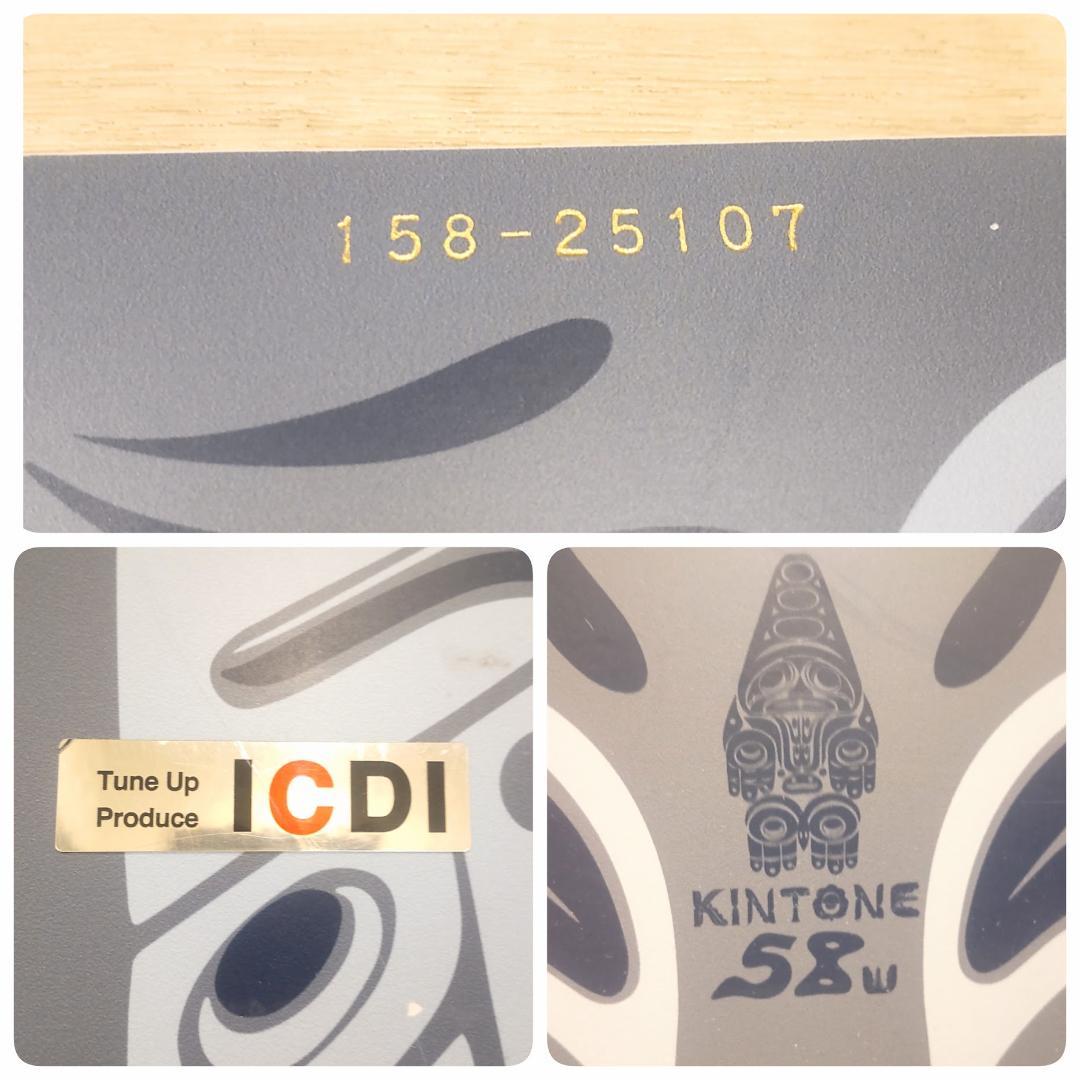 158-25107
Tune Up
Produce
ICDI
KINTONE
58w